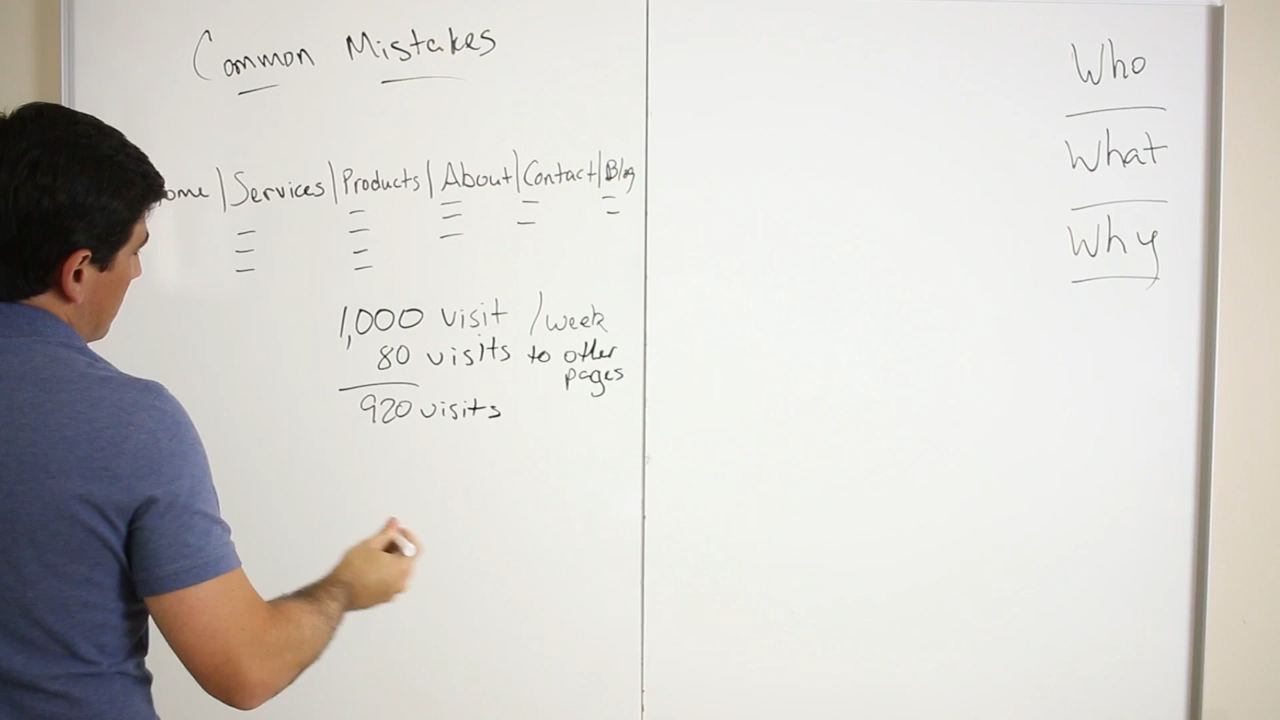 Common Mistakes
ome | Services | Products | About | Contact | Blog
1,000 visit / week
80 visits to other
pages
920 visits
Who
What
Why